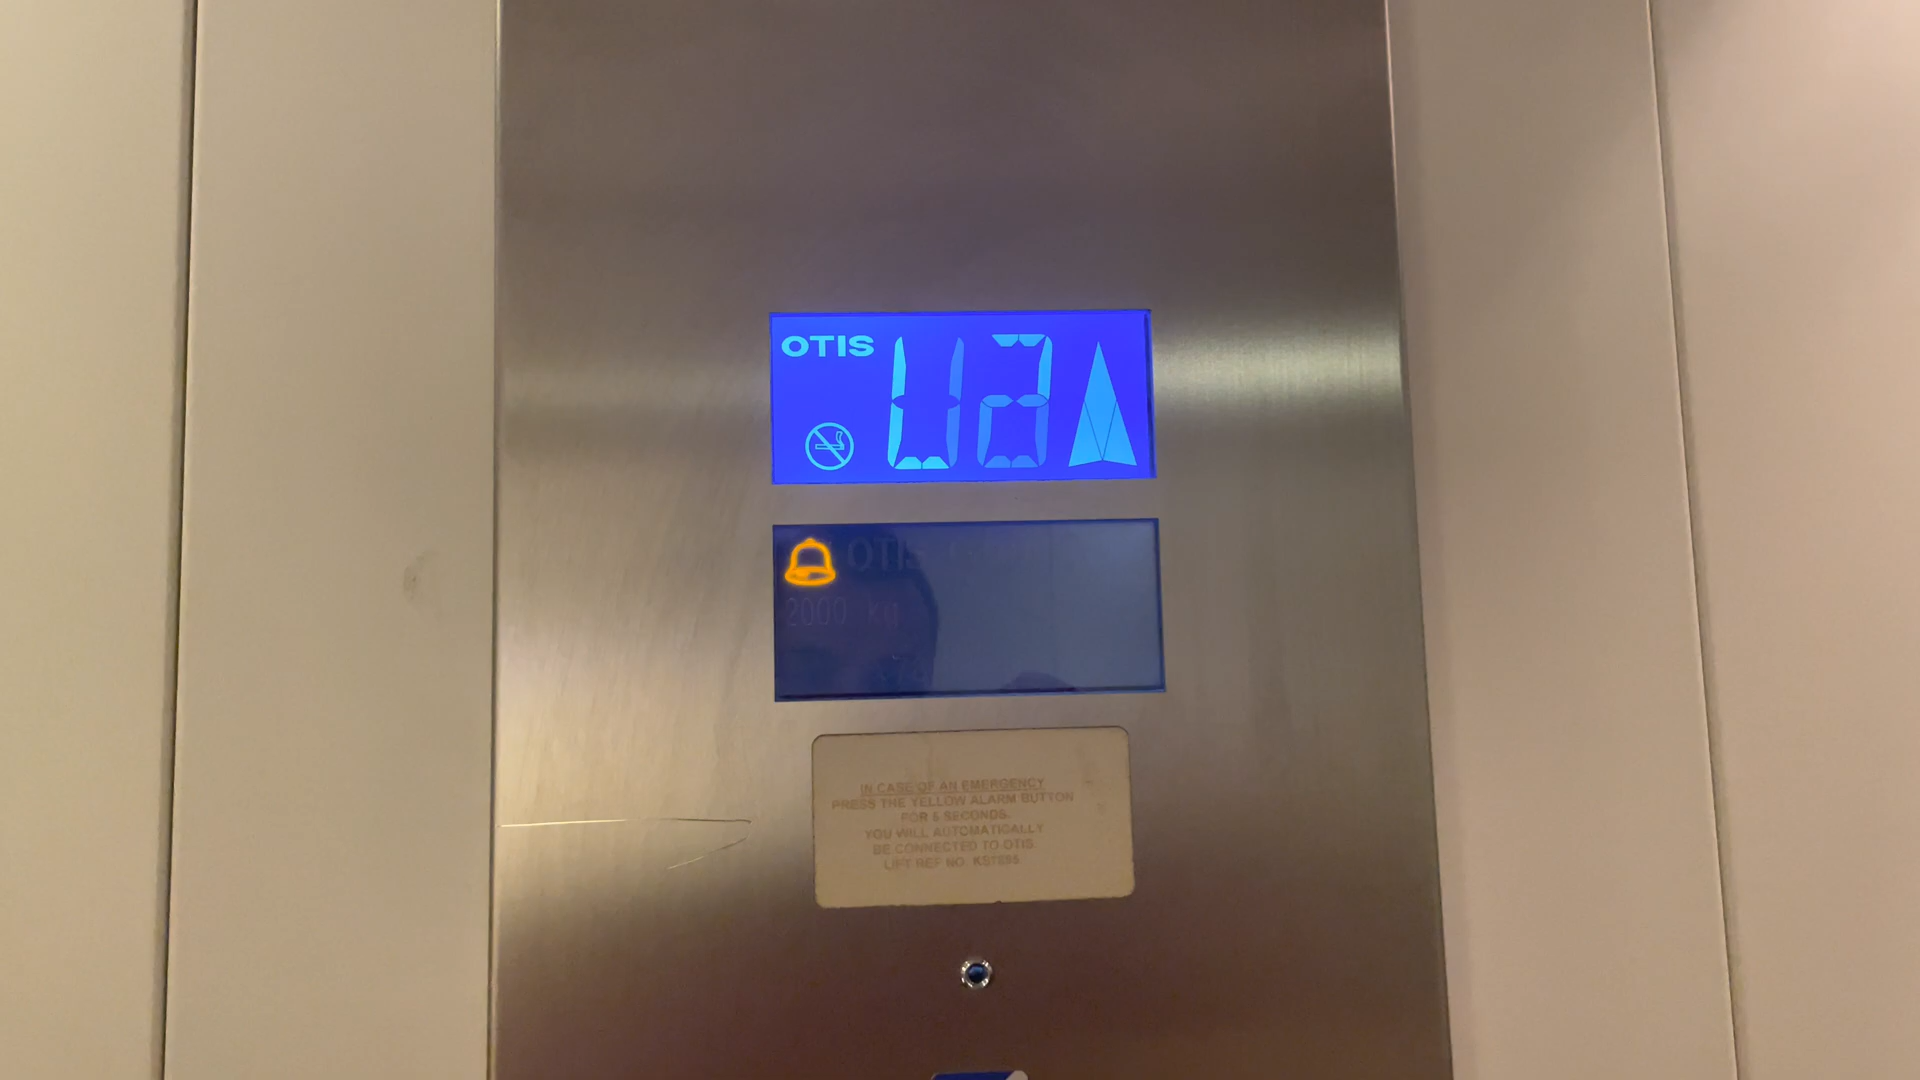 OTIS
OTIS
2000 kg
IN CASE OF AN EMERGENCY
PRESS THE YELLOW ALARM BUTTON
FOR 5 SECONDS.
YOU WILL AUTOMATICALLY
BE CONNECTED TO OTIS.
LIFT REF NO.